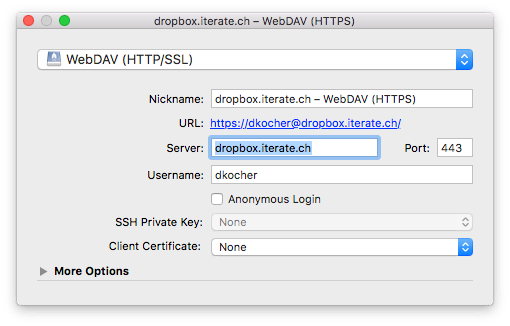 dropbox.iterate.ch – WebDAV (HTTPS)
WebDAV (HTTP/SSL)
Nickname: dropbox.iterate.ch – WebDAV (HTTPS)
URL: https://dkocher@dropbox.iterate.ch/
Server: dropbox.iterate.ch Port: 443
Username: dkocher
Anonymous Login
SSH Private Key: None
Client Certificate: None
More Options